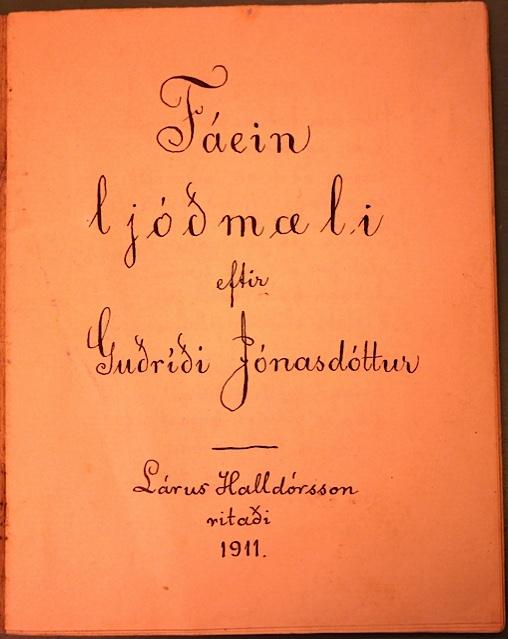 Fáein
ljóðmæli
eftir
Guðríði Jónasdóttur
Lárus Halldórsson
ritaði
1911.